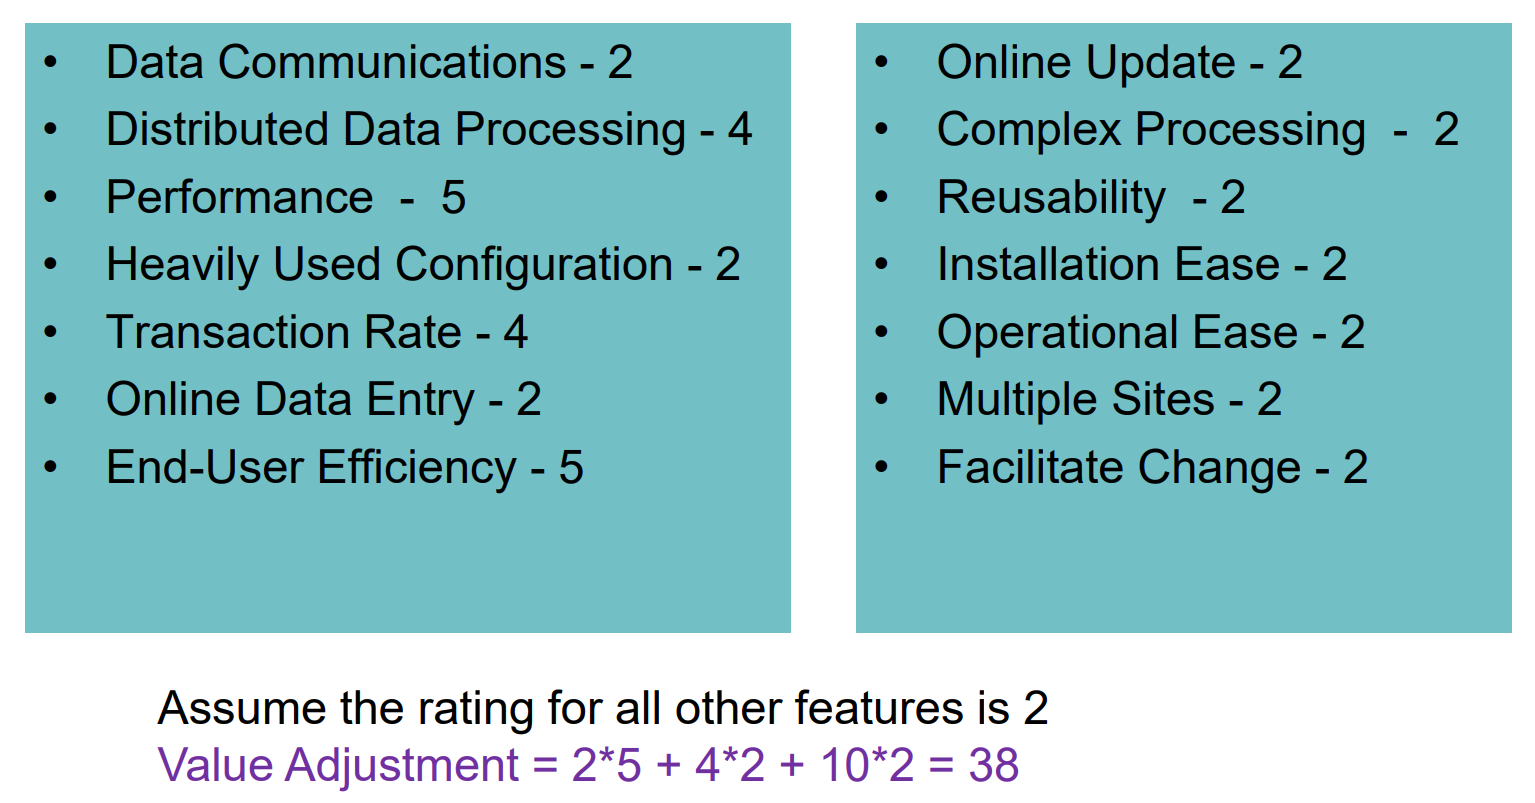 • Data Communications - 2
• Distributed Data Processing - 4
• Performance - 5
• Heavily Used Configuration - 2
• Transaction Rate - 4
• Online Data Entry - 2
• End-User Efficiency - 5
• Online Update - 2
• Complex Processing - 2
• Reusability - 2
• Installation Ease - 2
• Operational Ease - 2
• Multiple Sites - 2
• Facilitate Change - 2
Assume the rating for all other features is 2
Value Adjustment = 2*5 + 4*2 + 10*2 = 38